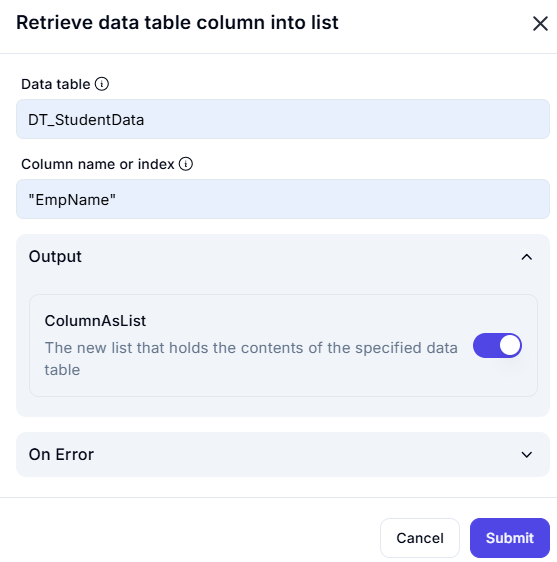 Retrieve data table column into list
Data table
DT_StudentData
Column name or index
"EmpName"
Output
ColumnAsList
The new list that holds the contents of the specified data
table
On Error
Cancel
Submit